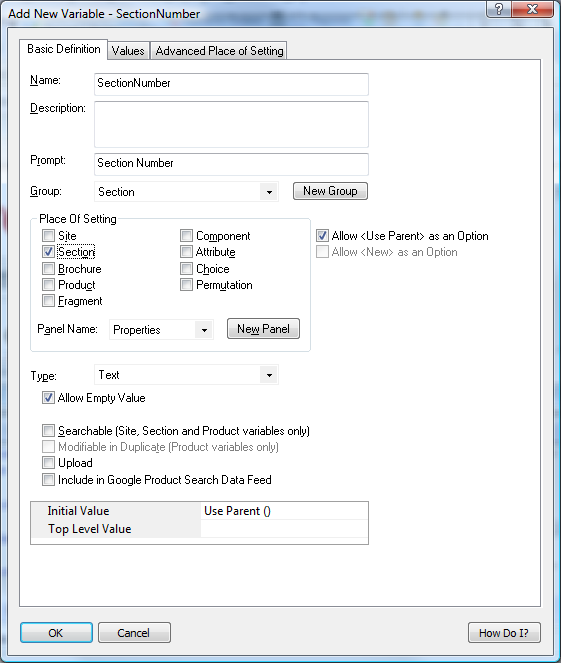 Add New Variable - SectionNumber
Basic Definition Values Advanced Place of Setting
Name: SectionNumber
Description:
Prompt: Section Number
Group: Section New Group
Place Of Setting
Site Component Allow <Use Parent> as an Option
Section Attribute Allow <New> as an Option
Brochure Choice
Product Permutation
Fragment
Panel Name: Properties New Panel
Type: Text
Allow Empty Value
Searchable (Site, Section and Product variables only)
Modifiable in Duplicate (Product variables only)
Upload
Include in Google Product Search Data Feed
Initial Value Use Parent ()
Top Level Value
OK Cancel How Do I?